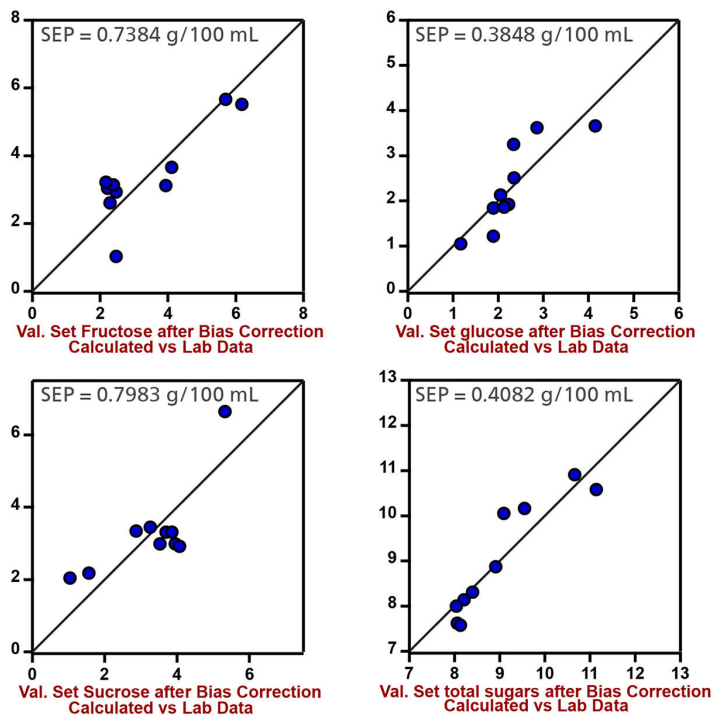 8
SEP = 0.7384 g/100 mL
6
4
2
0
0 2 4 6 8
Val. Set Fructose after Bias Correction
Calculated vs Lab Data
6
SEP = 0.3848 g/100 mL
5
4
3
2
1
0
0 1 2 3 4 5 6
Val. Set glucose after Bias Correction
Calculated vs Lab Data
SEP = 0.7983 g/100 mL
6
4
2
0
0 2 4 6
Val. Set Sucrose after Bias Correction
Calculated vs Lab Data
13
SEP = 0.4082 g/100 mL
12
11
10
9
8
7
7 8 9 10 11 12 13
Val. Set total sugars after Bias Correction
Calculated vs Lab Data